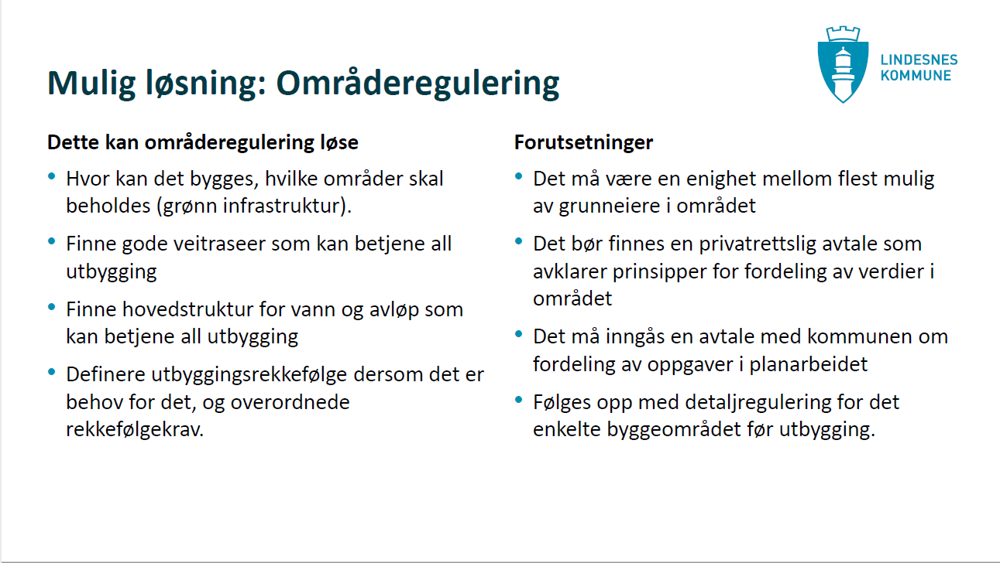 LINDESNES
KOMMUNE
Mulig løsning: Områderegulering
Dette kan områderegulering løse
• Hvor kan det bygges, hvilke områder skal
beholdes (grønn infrastruktur).
• Finne gode veitraseer som kan betjene all
utbygging
• Finne hovedstruktur for vann og avløp som
kan betjene all utbygging
• Definere utbyggingsrekkefølge dersom det er
behov for det, og overordnede
rekkefølgekrav.
Forutsetninger
• Det må være en enighet mellom flest mulig
av grunneiere i området
• Det bør finnes en privatrettslig avtale som
avklarer prinsipper for fordeling av verdier i
området
• Det må inngås en avtale med kommunen om
fordeling av oppgaver i planarbeidet
• Følges opp med detaljregulering for det
enkelte byggeområdet før utbygging.